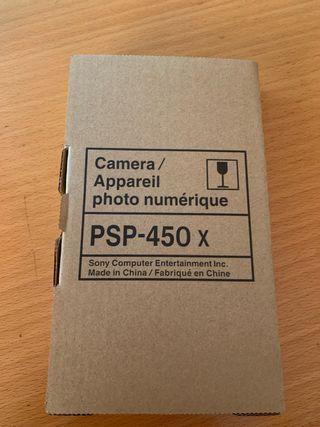 Camera /
Appareil
photo numérique
PSP-450 X
Sony Computer Entertainment Inc.
Made in China / Fabriqué en Chine